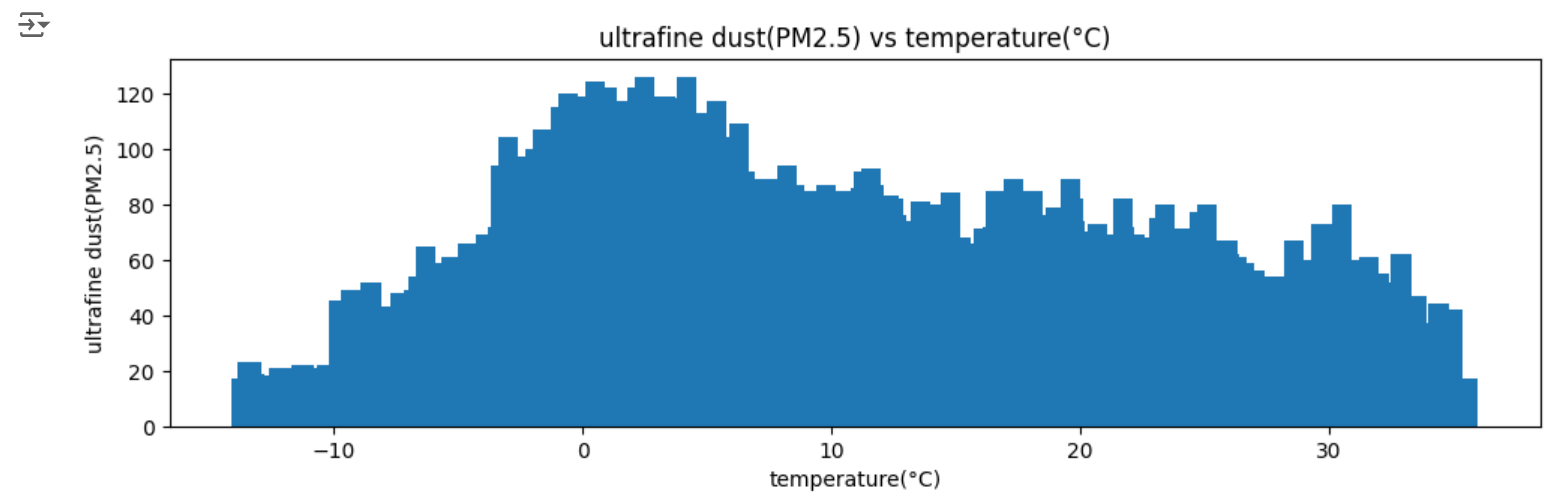 ultrafine dust(PM2.5) vs temperature(°C)
ultrafine dust(PM2.5)
120
100
80
60
40
20
0
−10 0 10 20 30
temperature(°C)